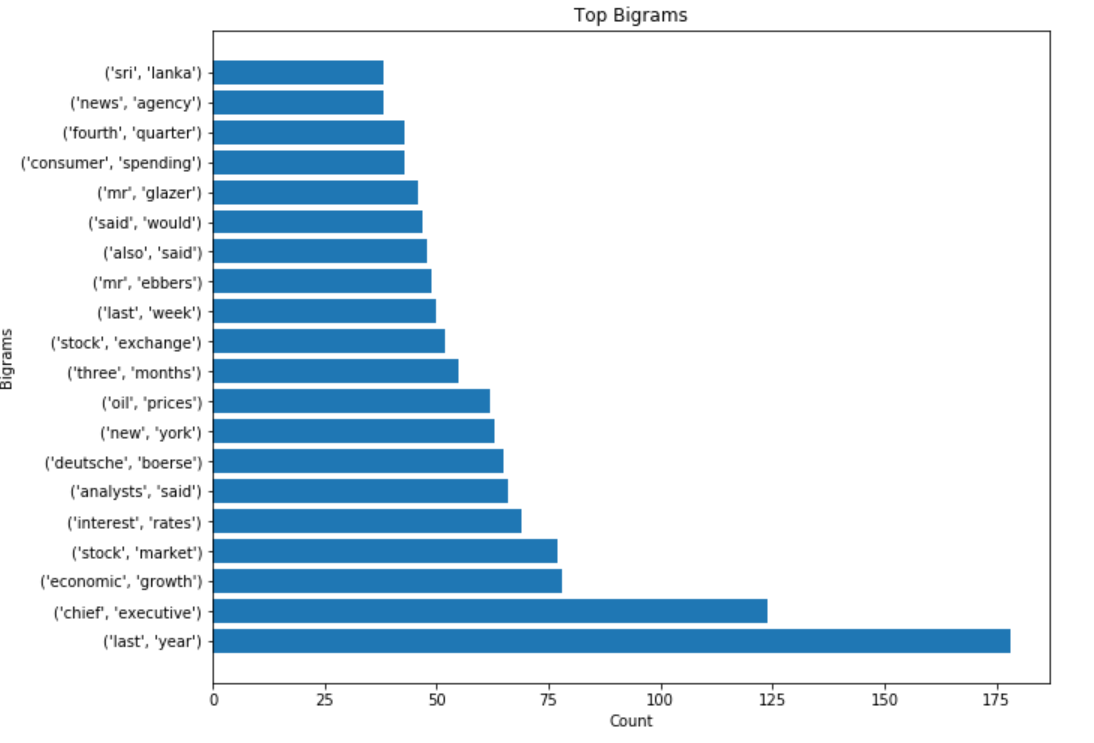 Top Bigrams
('sri', 'lanka')
('news', 'agency')
('fourth', 'quarter')
('consumer', 'spending')
('mr', 'glazer')
('said', 'would')
('also', 'said')
('mr', 'ebbers')
('last', 'week')
('stock', 'exchange')
('three', 'months')
('oil', 'prices')
('new', 'york')
('deutsche', 'boerse')
('analysts', 'said')
('interest', 'rates')
('stock', 'market')
('economic', 'growth')
('chief', 'executive')
('last', 'year')
Bigrams
0 25 50 75 100 125 150 175
Count